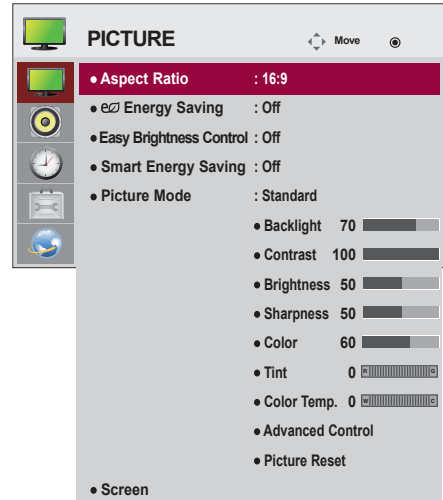 PICTURE Move
• Aspect Ratio : 16:9
• e Energy Saving : Off
• Easy Brightness Control : Off
• Smart Energy Saving : Off
• Picture Mode : Standard
• Backlight 70
• Contrast 100
• Brightness 50
• Sharpness 50
• Color 60
• Tint 0 R G
• Color Temp. 0 W C
• Advanced Control
• Picture Reset
• Screen